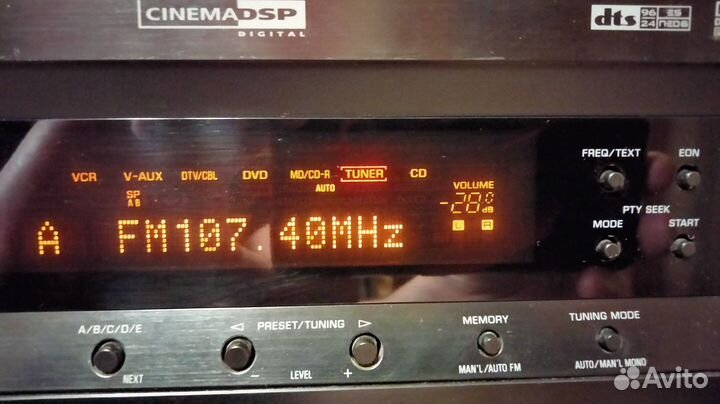 CINEMA DSP
DIGITAL
dts 96 24 ES
VCR V-AUX DTV/CBL DVD MD/CD-R TUNER CD
AUTO
SP
A B
VOLUME
-28.0 dB
L R
A FM107.40MHz
FREQ/TEXT EON
PTY SEEK
MODE START
A/B/C/D/E
NEXT
PRESET/TUNING
– LEVEL +
MEMORY
MAN'L/AUTO FM
TUNING MODE
AUTO/MAN'L MONO
Avito